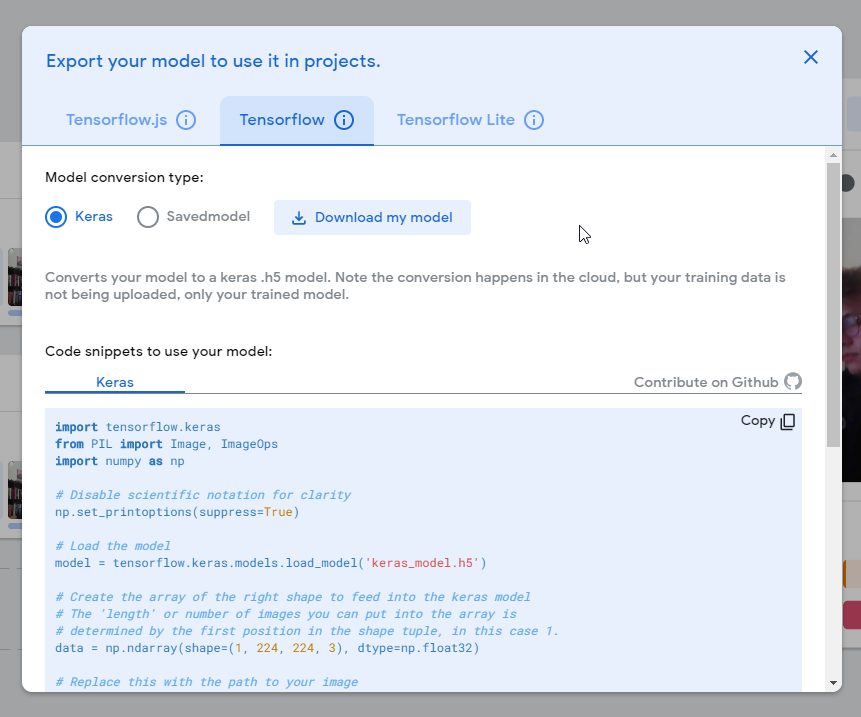 Export your model to use it in projects.
Tensorflow.js
Tensorflow
Tensorflow Lite
Model conversion type:
Keras
Savedmodel
Download my model
Converts your model to a keras .h5 model. Note the conversion happens in the cloud, but your training data is
not being uploaded, only your trained model.
Code snippets to use your model:
Keras
Contribute on Github
Copy
import tensorflow.keras
from PIL import Image, ImageOps
import numpy as np
# Disable scientific notation for clarity
np.set_printoptions(suppress=True)
# Load the model
model = tensorflow.keras.models.load_model('keras_model.h5')
# Create the array of the right shape to feed into the keras model
# The 'length' or number of images you can put into the array is
# determined by the first position in the shape tuple, in this case 1.
data = np.ndarray(shape=(1, 224, 224, 3), dtype=np.float32)
# Replace this with the path to your image